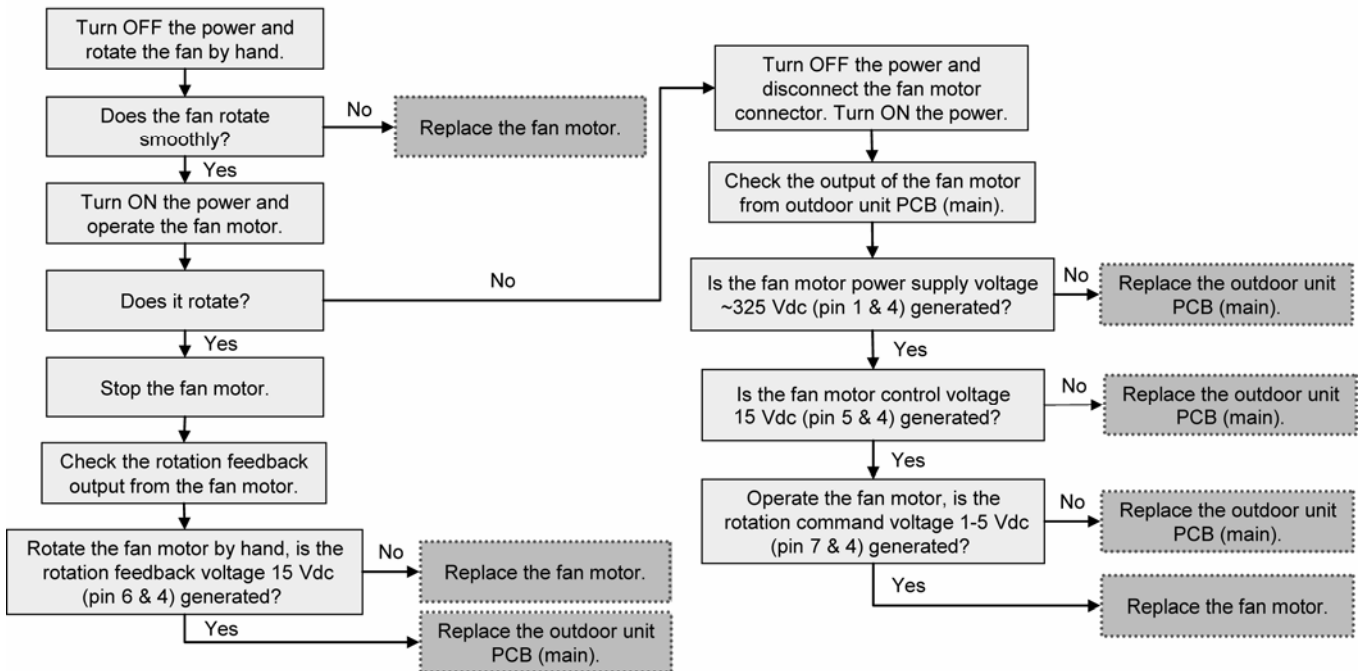 Turn OFF the power and
rotate the fan by hand.
Does the fan rotate
smoothly?
No
Replace the fan motor.
Yes
Turn ON the power and
operate the fan motor.
Does it rotate?
No
Yes
Stop the fan motor.
Check the rotation feedback
output from the fan motor.
Rotate the fan motor by hand, is the
rotation feedback voltage 15 Vdc
(pin 6 & 4) generated?
No
Replace the fan motor.
Yes
Replace the outdoor unit
PCB (main).
Turn OFF the power and
disconnect the fan motor
connector. Turn ON the power.
Check the output of the fan motor
from outdoor unit PCB (main).
Is the fan motor power supply voltage
~325 Vdc (pin 1 & 4) generated?
No
Replace the outdoor unit
PCB (main).
Yes
Is the fan motor control voltage
15 Vdc (pin 5 & 4) generated?
No
Replace the outdoor unit
PCB (main).
Yes
Operate the fan motor, is the
rotation command voltage 1-5 Vdc
(pin 7 & 4) generated?
No
Replace the outdoor unit
PCB (main).
Yes
Replace the fan motor.